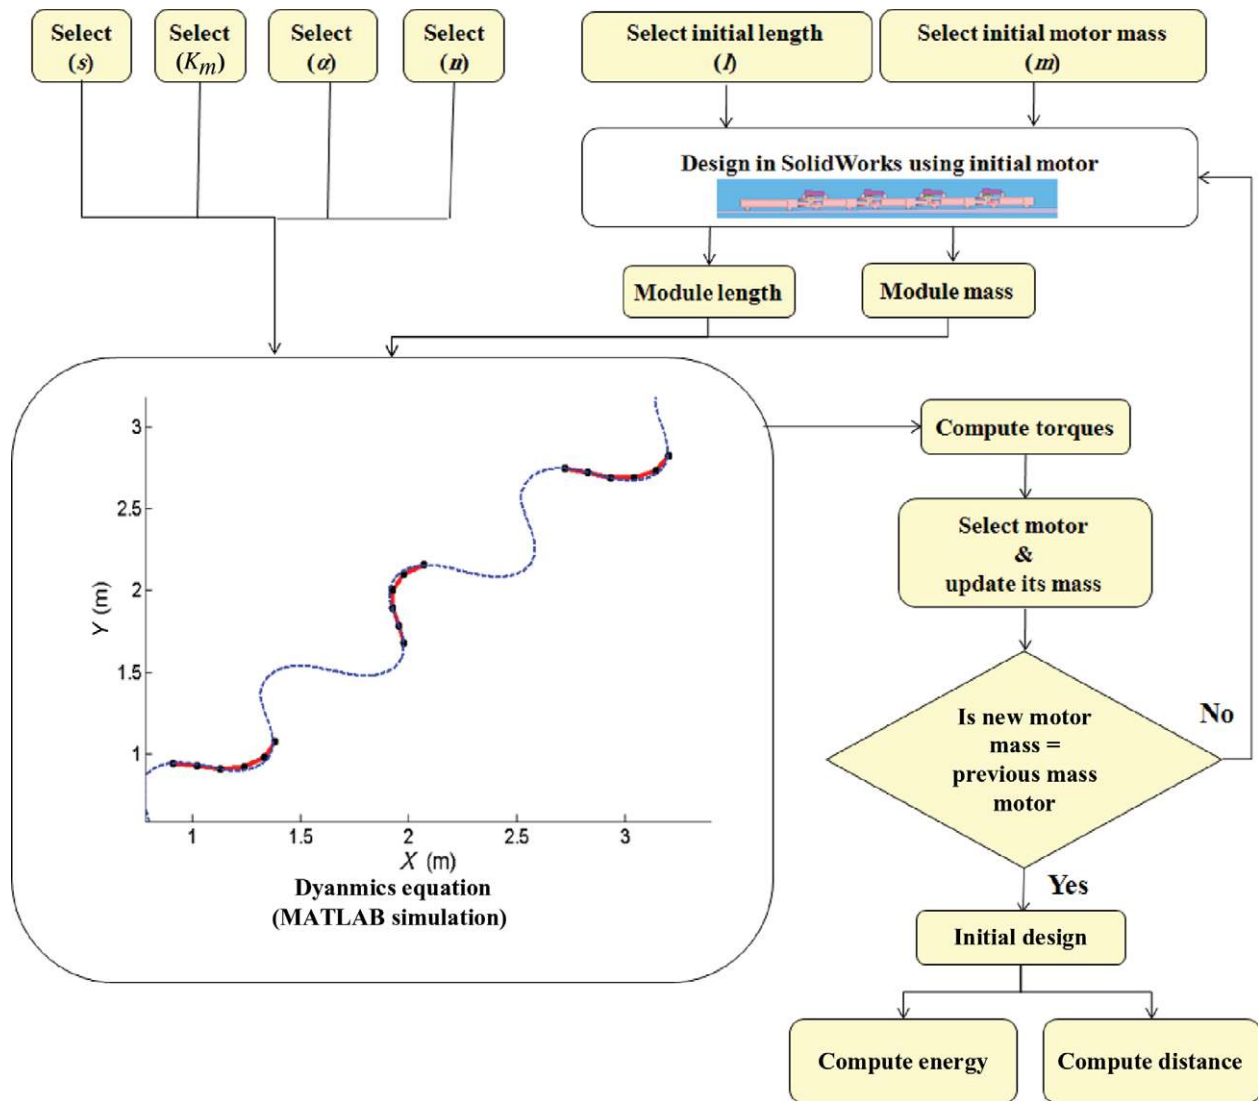 Select
(s)
Select
(K_m)
Select
(α)
Select
(n)
Select initial length
(l)
Select initial motor mass
(m)
Design in SolidWorks using initial motor
Module length
Module mass
3
2.5
2
1.5
1
Y (m)
1
1.5
2
2.5
3
X (m)
Dyanmics equation
(MATLAB simulation)
Compute torques
Select motor
&
update its mass
Is new motor
mass =
previous mass
motor
No
Yes
Initial design
Compute energy
Compute distance